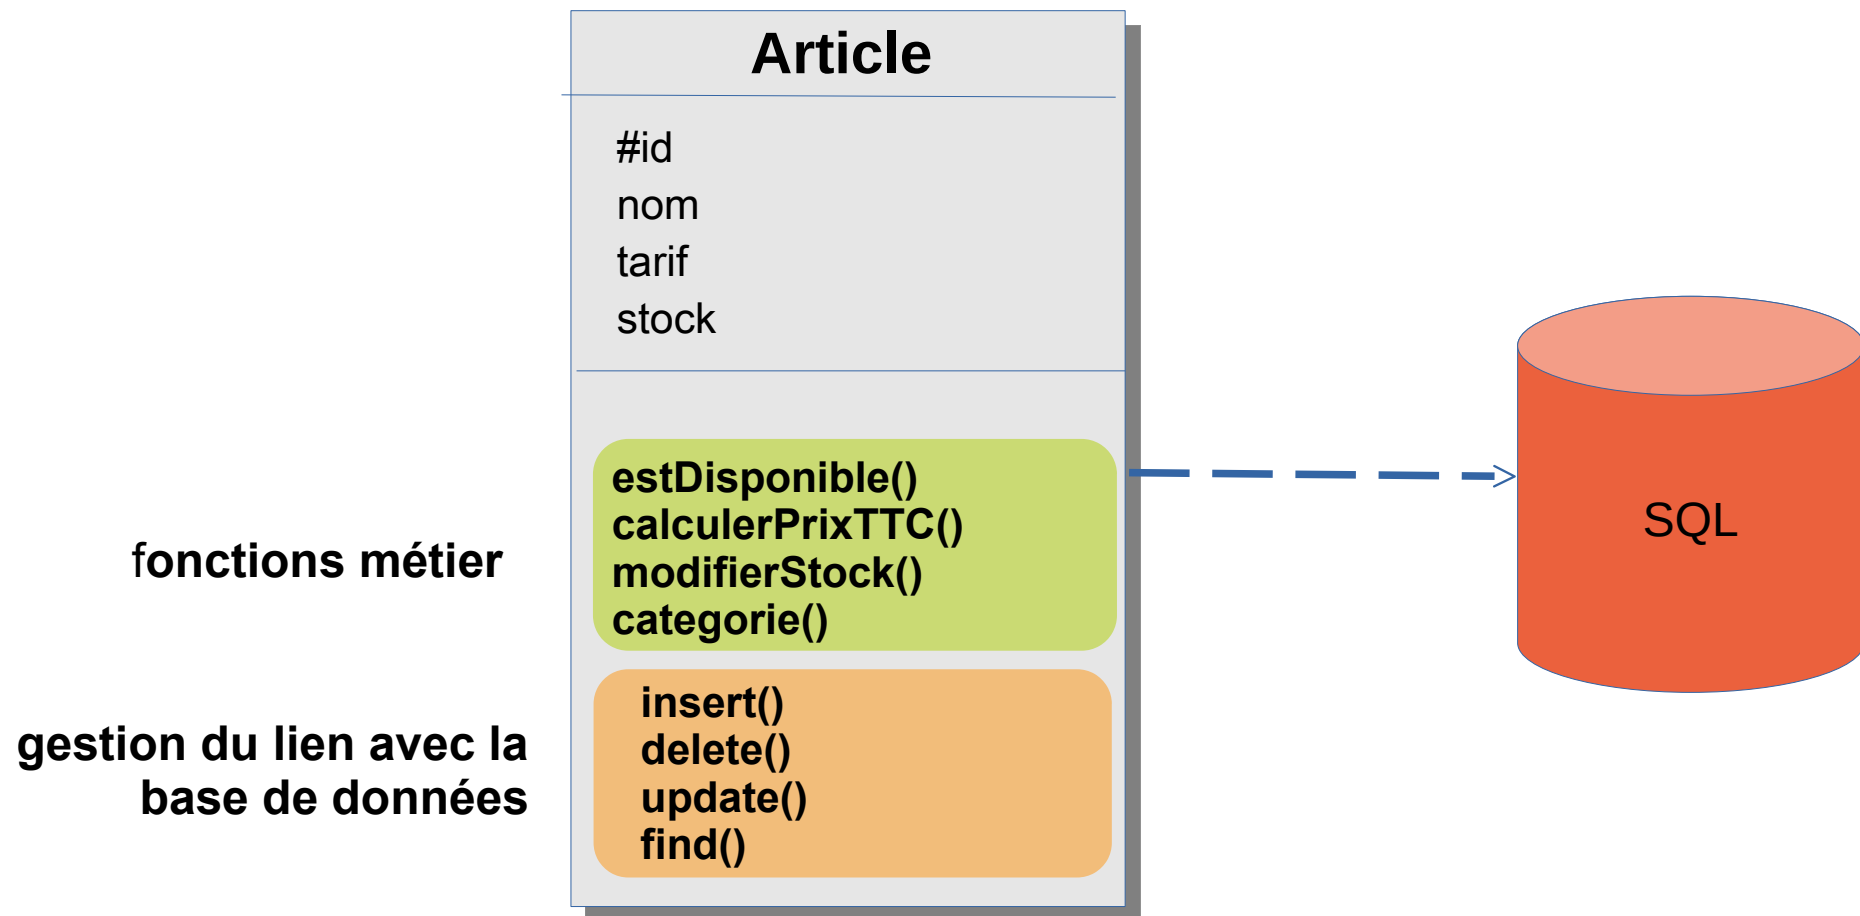 Article
#id
nom
tarif
stock
fonctions métier
estDisponible()
calculerPrixTTC()
modifierStock()
categorie()
gestion du lien avec la
base de données
insert()
delete()
update()
find()
SQL